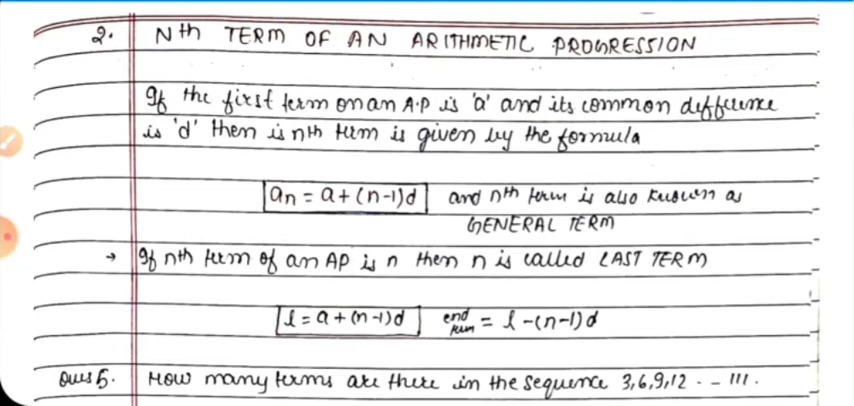 2. Nth TERM OF AN ARITHMETIC PROGRESSION
If the first term on an A.P is 'a' and its common difference
is 'd' then is nth term is given by the formula
an = a + (n-1)d and nth term is also known as
GENERAL TERM
→ If nth term of an AP is n then n is called LAST TERM
l = a + (n-1)d end term = l -(n-1)d
Ques 5. How many terms are there in the sequence 3,6,9,12 - - 111.